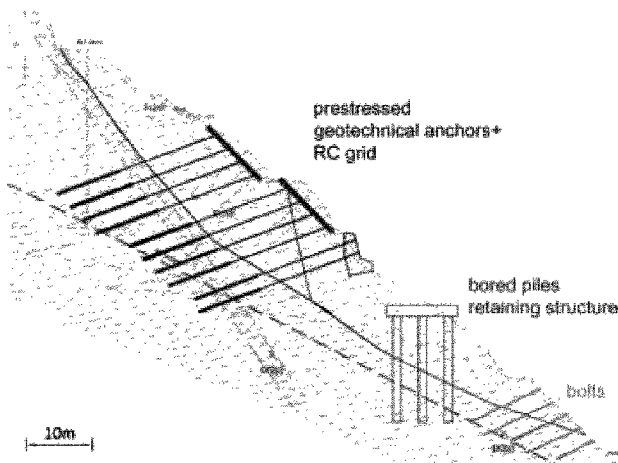 prestressed
geotechnical anchors+
RC grid
bored piles
retaining structure
bolts
10m